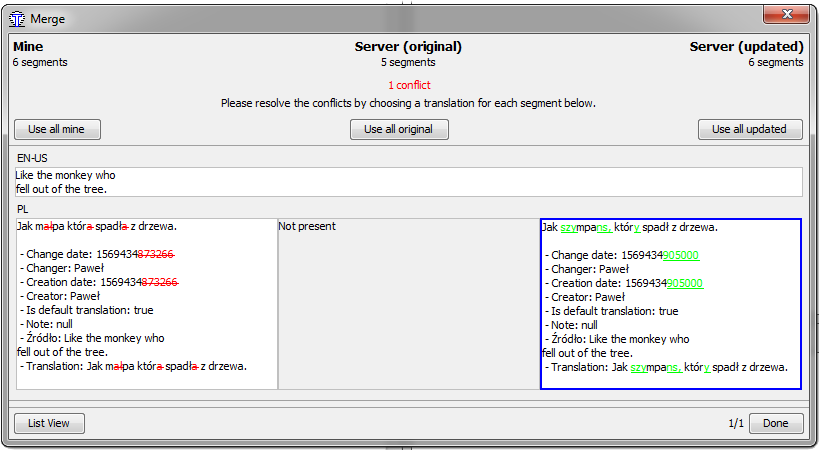 Merge
Mine
Server (original)
Server (updated)
6 segments
5 segments
6 segments
1 conflict
Please resolve the conflicts by choosing a translation for each segment below.
Use all mine
Use all original
Use all updated
EN-US
Like the monkey who
fell out of the tree.
PL
Jak małpa która spadła z drzewa.
- Change date: 1569434873266
- Changer: Paweł
- Creation date: 1569434873266
- Creator: Paweł
- Is default translation: true
- Note: null
- Źródło: Like the monkey who
fell out of the tree.
- Translation: Jak małpa która spadła z drzewa.
Not present
Jak szympans, który spadł z drzewa.
- Change date: 1569434905000
- Changer: Paweł
- Creation date: 1569434905000
- Creator: Paweł
- Is default translation: true
- Note: null
- Źródło: Like the monkey who
fell out of the tree.
- Translation: Jak szympans, który spadł z drzewa.
List View
1/1
Done